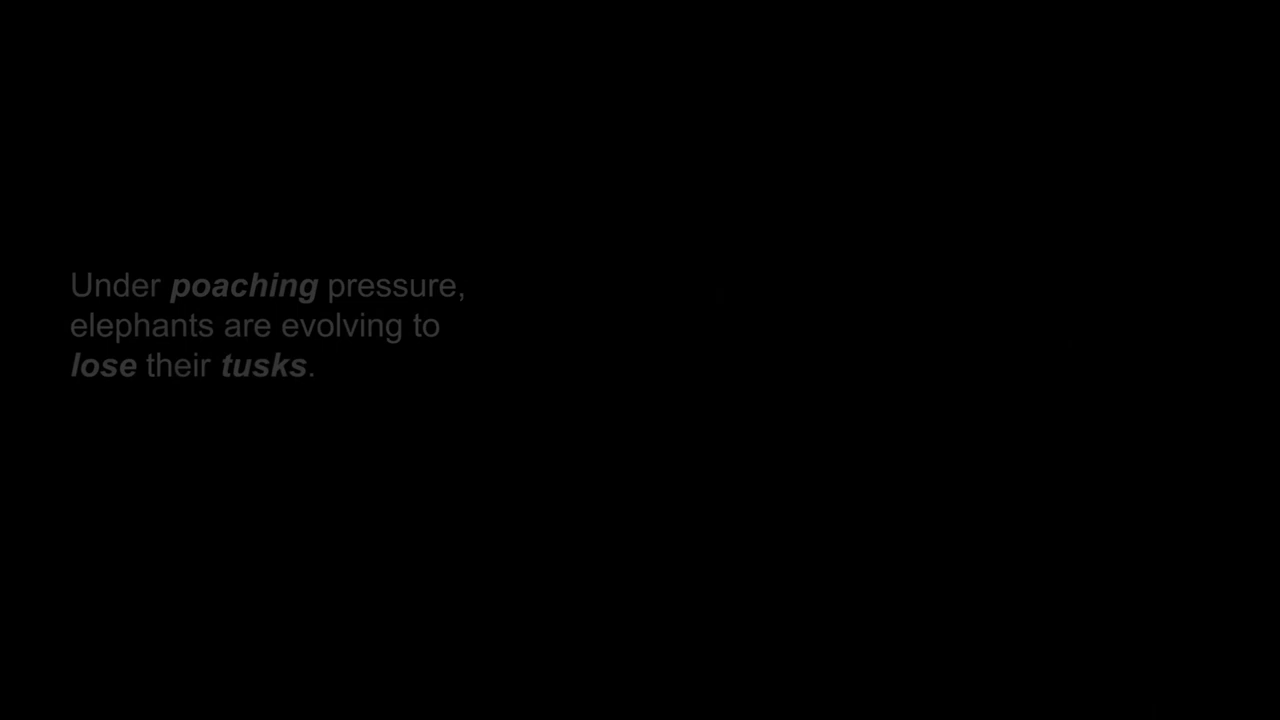 Under poaching pressure,
elephants are evolving to
lose their tusks.